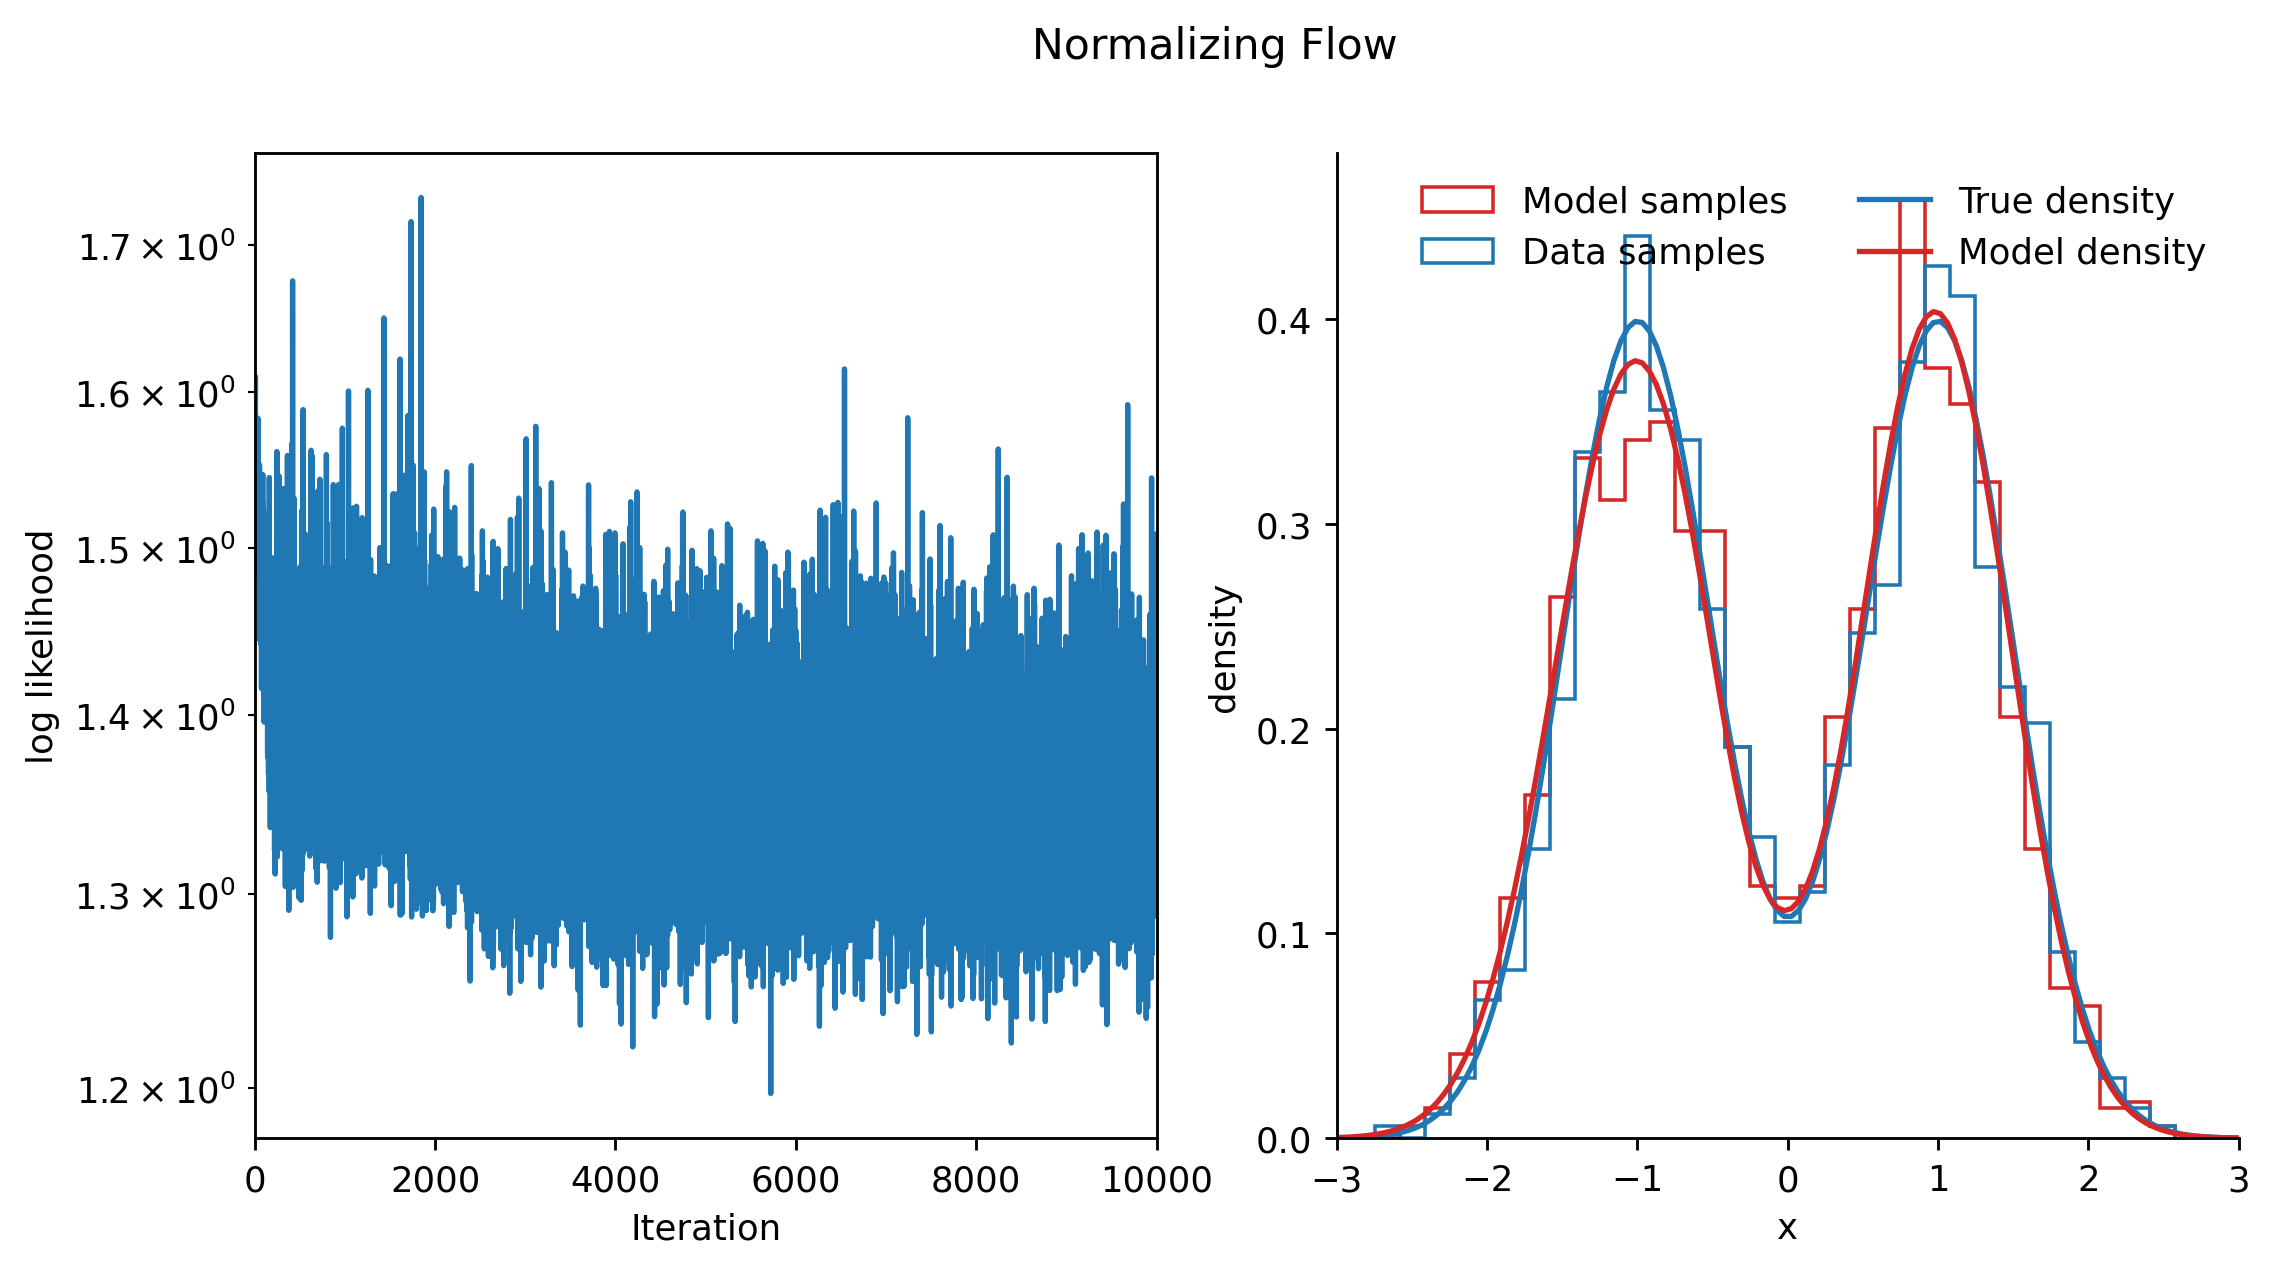 Normalizing Flow
log likelihood
1.7 × 10⁰
1.6 × 10⁰
1.5 × 10⁰
1.4 × 10⁰
1.3 × 10⁰
1.2 × 10⁰
0 2000 4000 6000 8000 10000
Iteration
Model samples True density
Data samples Model density
density
0.4
0.3
0.2
0.1
0.0
−3 −2 −1 0 1 2 3
x